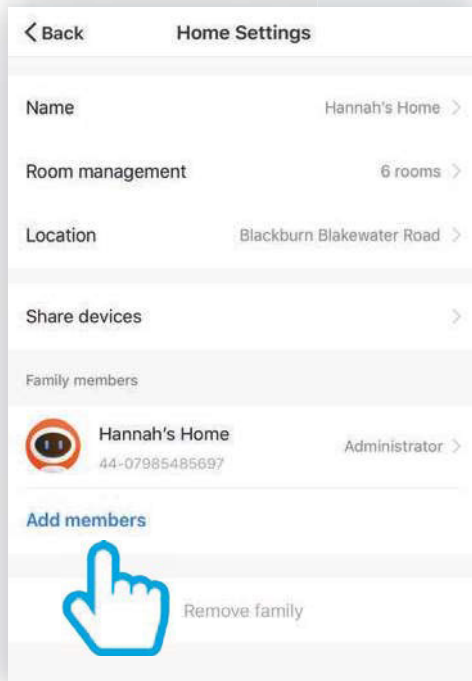 Back Home Settings
Name Hannah's Home
Room management 6 rooms
Location Blackburn Blakewater Road
Share devices
Family members
Hannah's Home
Administrator
44-07985485697
Add members
Remove family